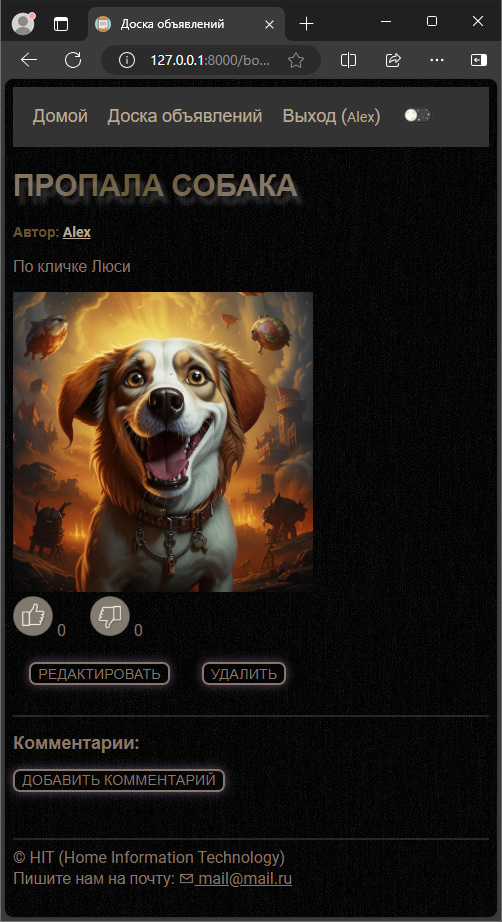 Доска объявлений
127.0.0.1:8000/bo...
Домой Доска объявлений Выход (Alex)
ПРОПАЛА СОБАКА
Автор: Alex
По кличке Люси
0 0
РЕДАКТИРОВАТЬ УДАЛИТЬ
Комментарии:
ДОБАВИТЬ КОММЕНТАРИЙ
© HIT (Home Information Technology)
Пишите нам на почту: mail@mail.ru